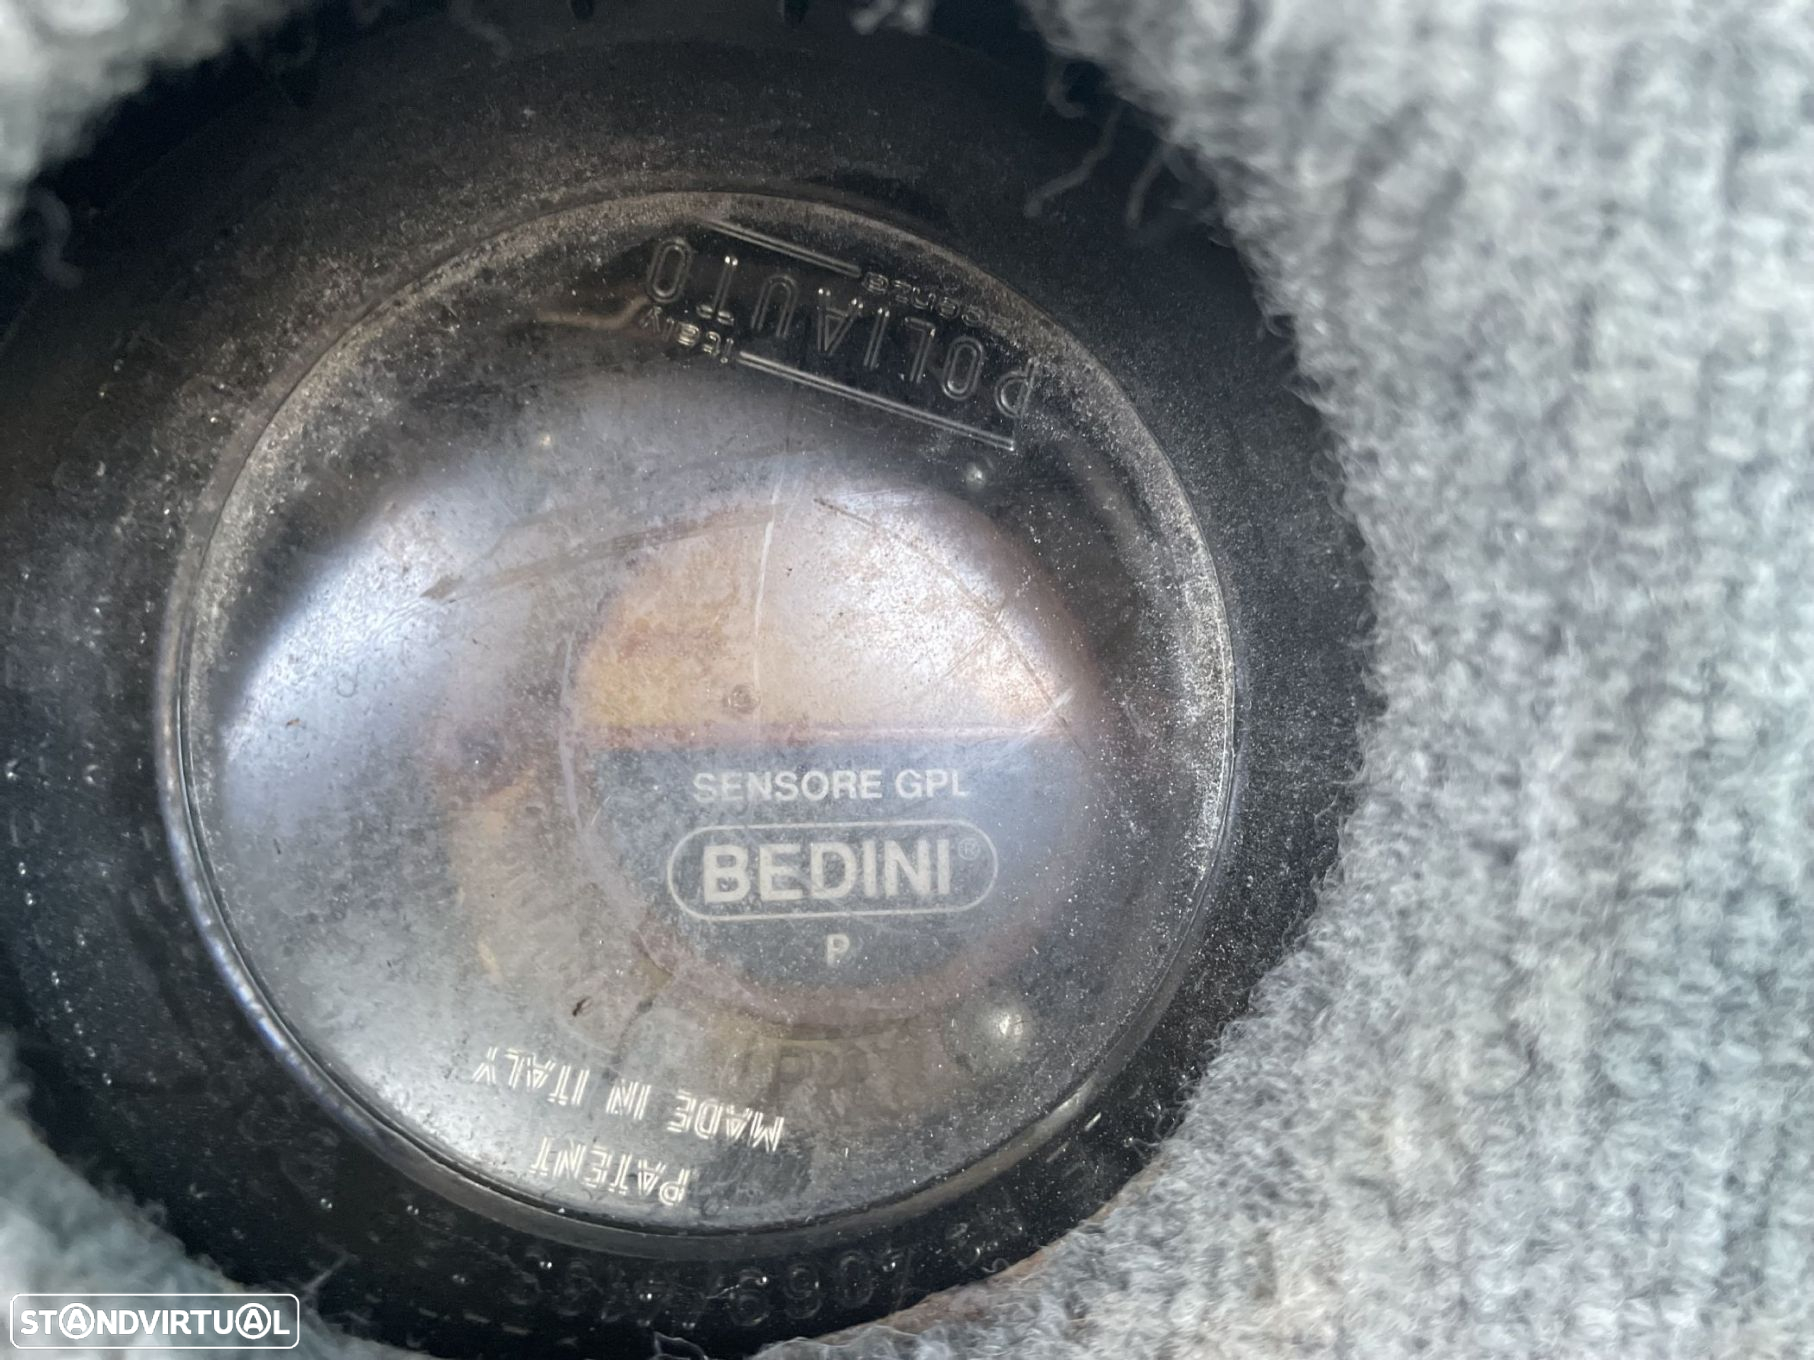 POLIAUTO
italy
SENSORE GPL
BEDINI®
P
PATENT
MADE IN ITALY
STANDVIRTUAL